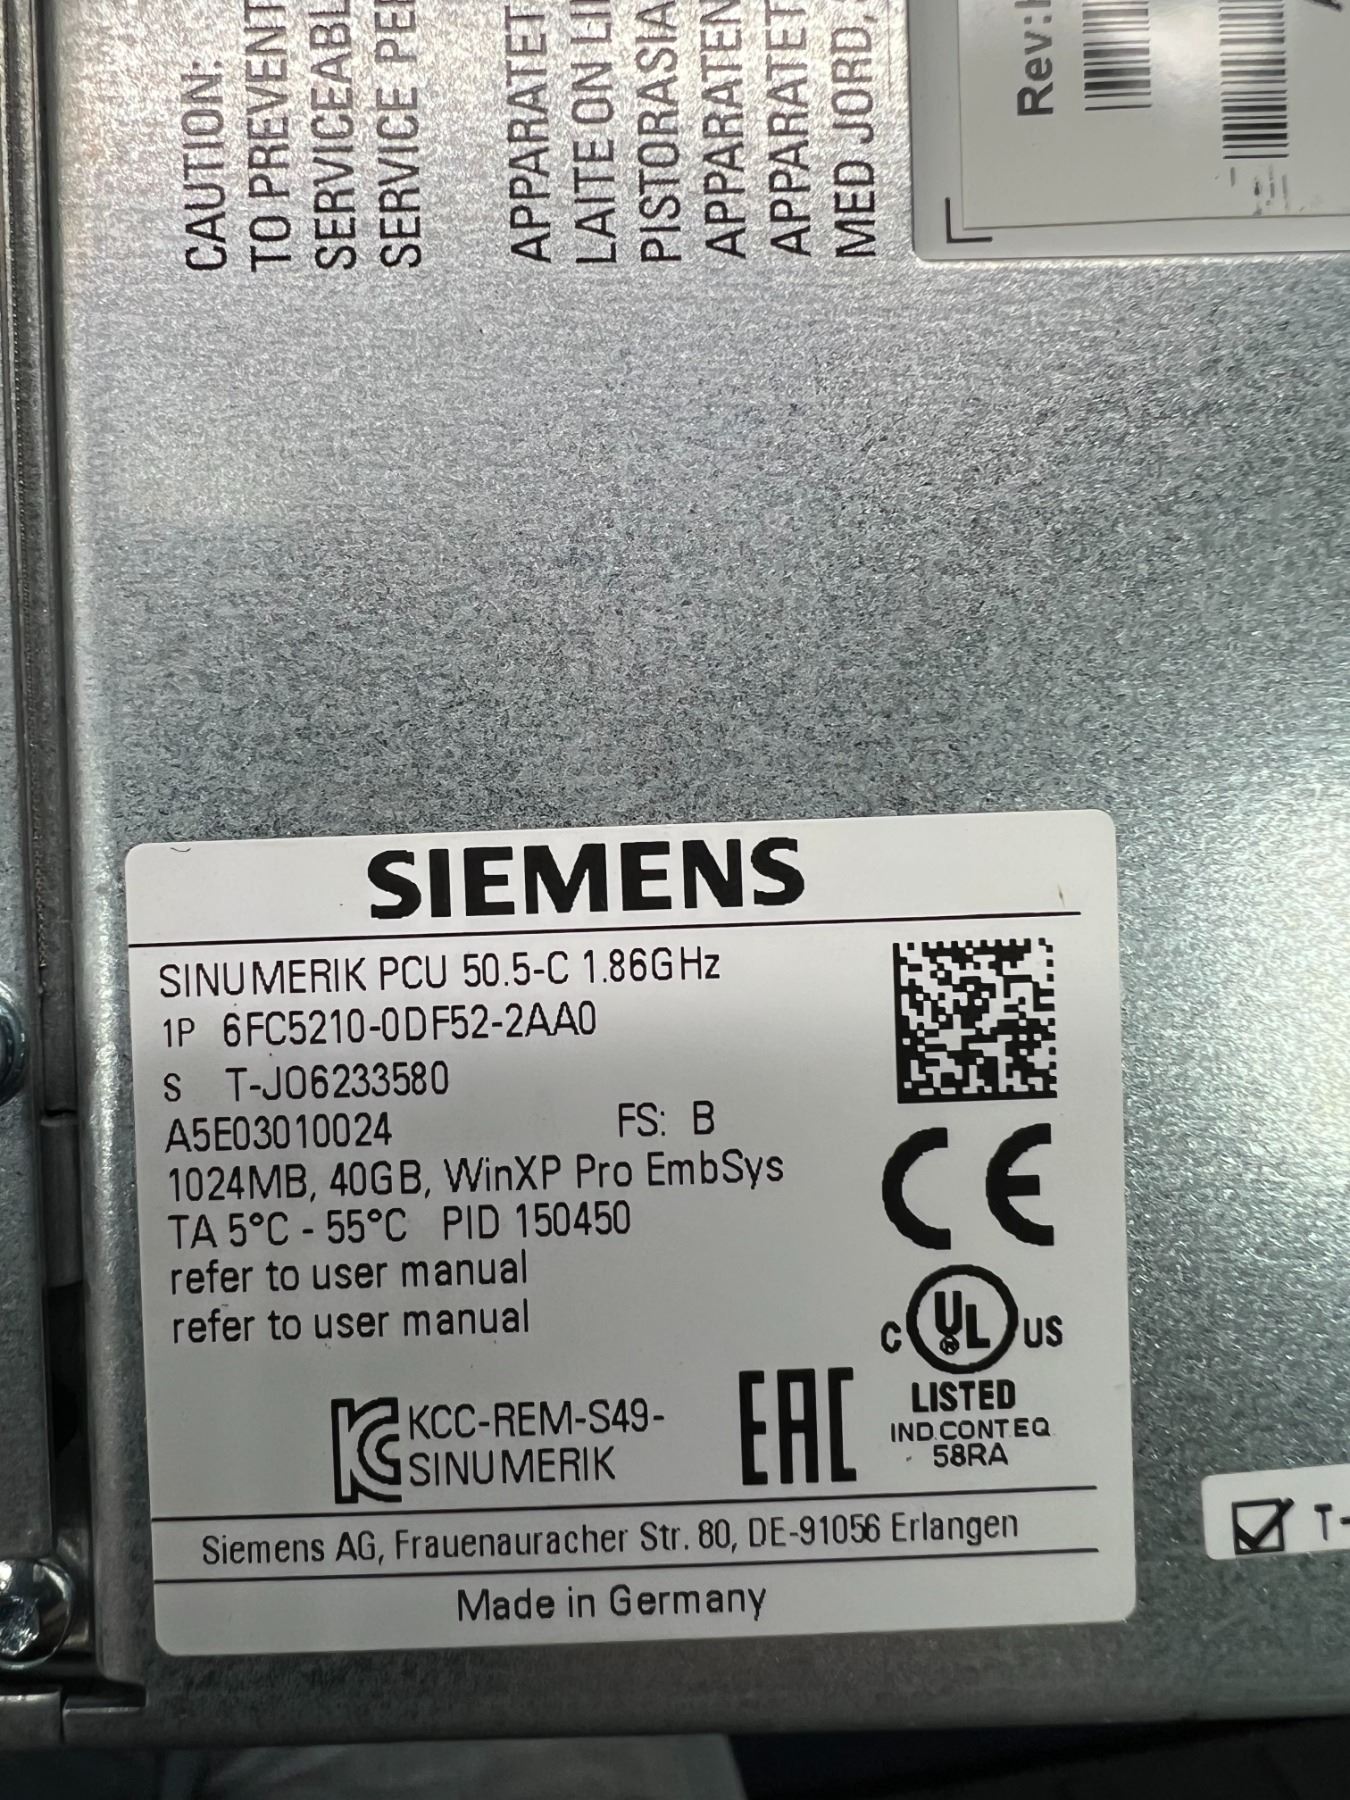 CAUTION:
TO PREVENT
SERVICEABL
SERVICE PE
APPARATET
LAITE ON
PISTORASIA
APPARATEN
APPARATET
MED JORD,
Rev:
SIEMENS
SINUMERIK PCU 50.5-C 1.86GHz
1P 6FC5210-0DF52-2AA0
S T-JO6233580
A5E03010024 FS: B
1024MB, 40GB, WinXP Pro EmbSys
TA 5°C - 55°C PID 150450
refer to user manual
refer to user manual
CE
C UL US
LISTED
IND.CONT.EQ
58RA
KCC-REM-S49-
SINUMERIK
EAC
Siemens AG, Frauenauracher Str. 80, DE-91056 Erlangen
Made in Germany
T-